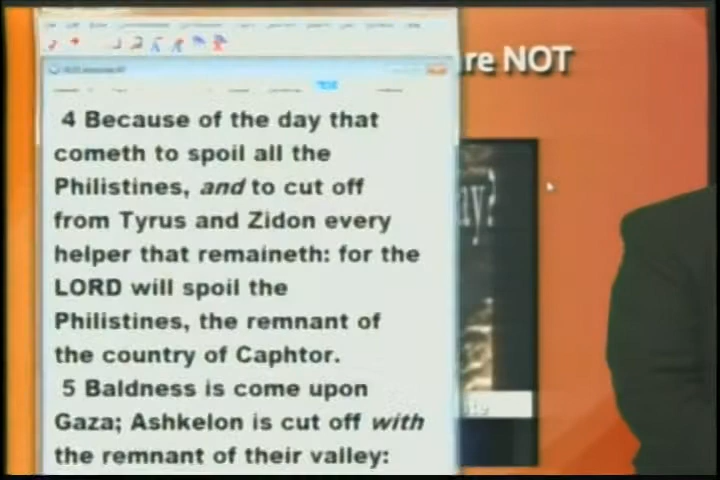 re NOT
4 Because of the day that
cometh to spoil all the
Philistines, and to cut off
from Tyrus and Zidon every
helper that remaineth: for the
LORD will spoil the
Philistines, the remnant of
the country of Caphtor.
5 Baldness is come upon
Gaza; Ashkelon is cut off with
the remnant of their valley:
ay?